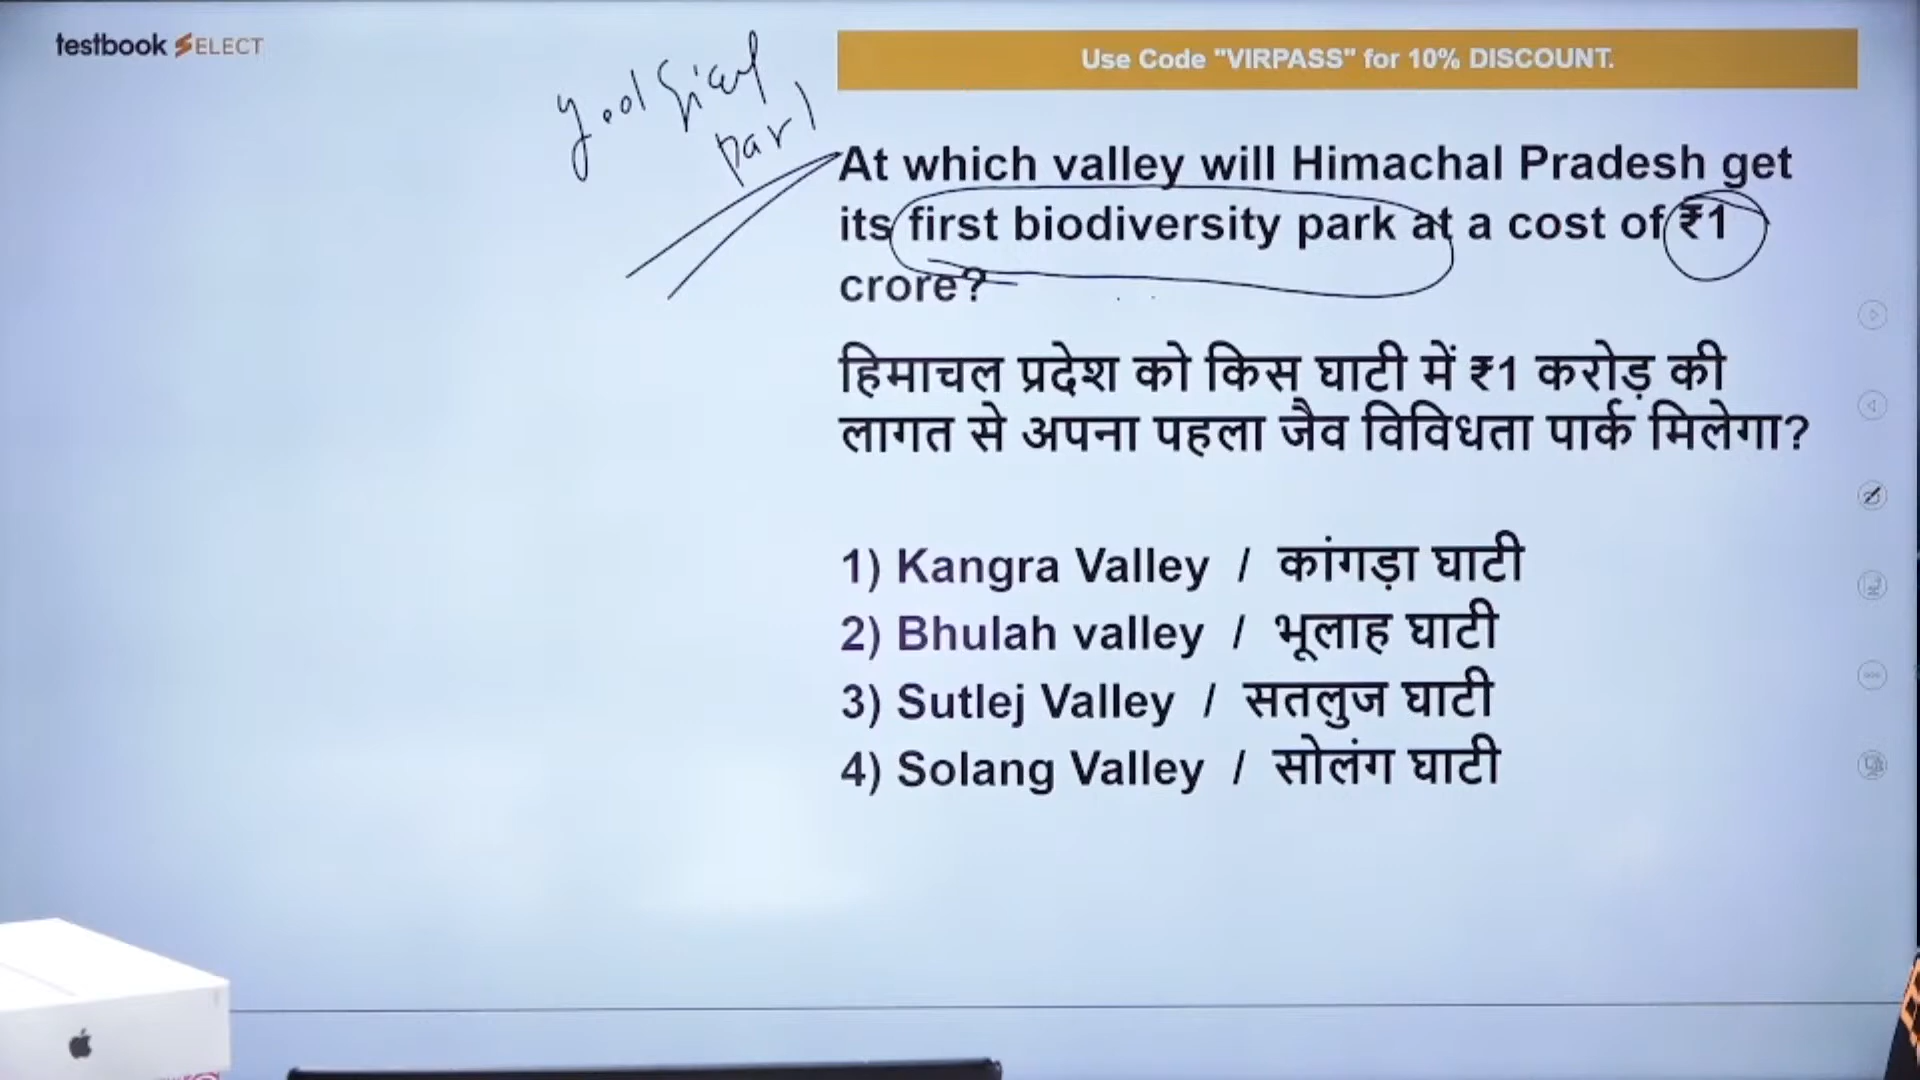 testbook SELECT
Use Code "VIRPASS" for 10% DISCOUNT.
At which valley will Himachal Pradesh get
its first biodiversity park at a cost of ₹1
crore?
हिमाचल प्रदेश को किस घाटी में ₹1 करोड़ की
लागत से अपना पहला जैव विविधता पार्क मिलेगा?
1) Kangra Valley / कांगड़ा घाटी
2) Bhulah valley / भूलाह घाटी
3) Sutlej Valley / सतलुज घाटी
4) Solang Valley / सोलंग घाटी